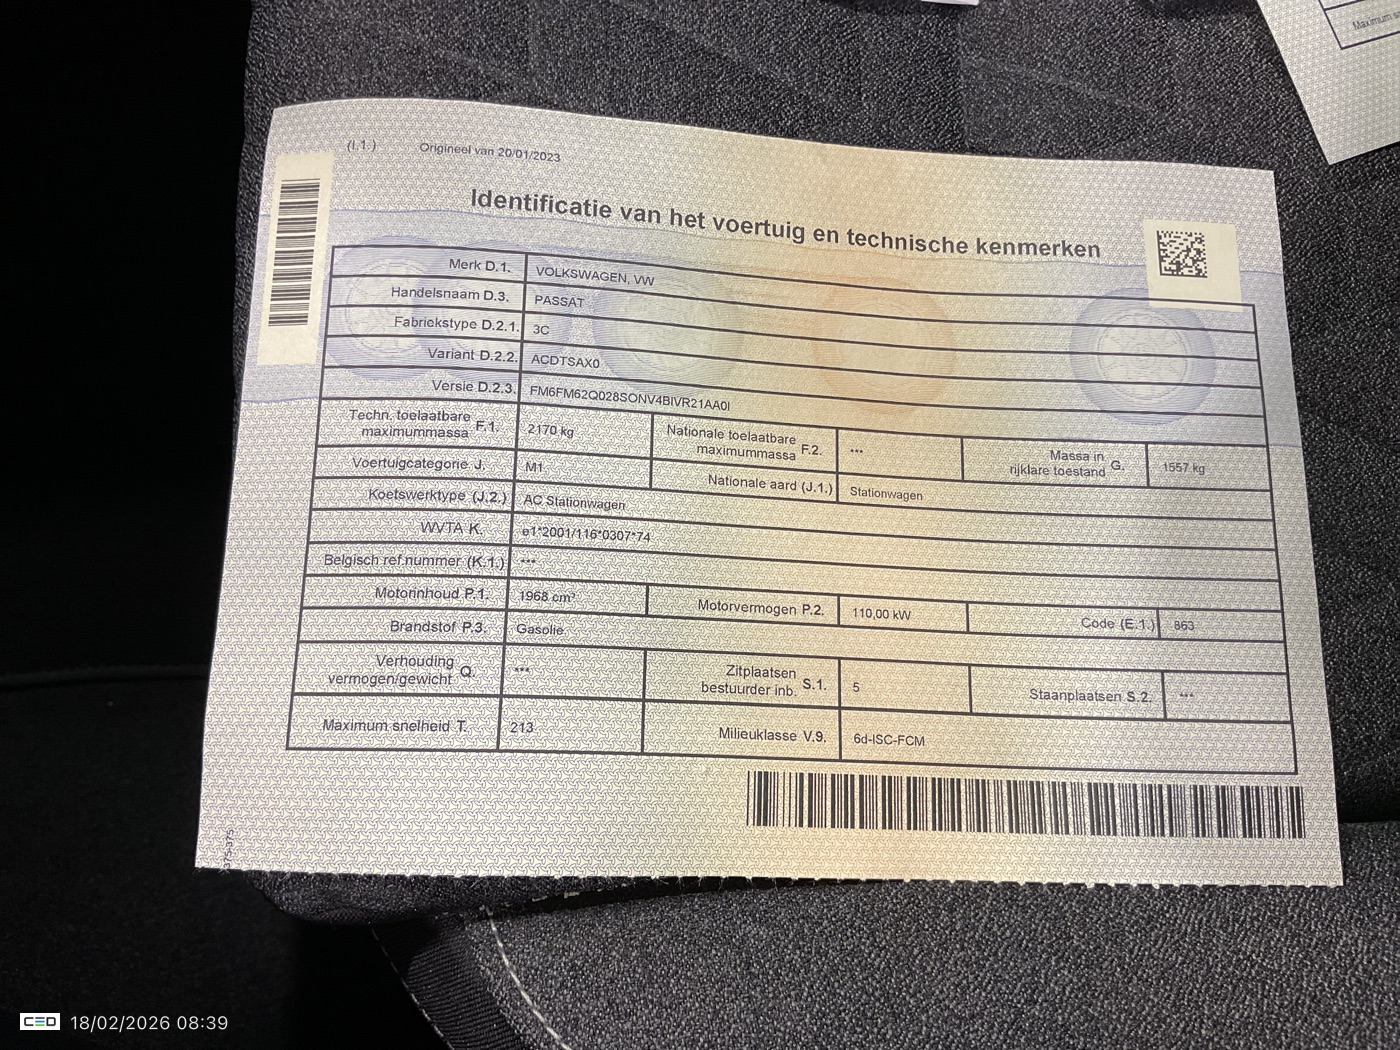 Maximum
(I.1.) Origineel van 20/01/2023
Identificatie van het voertuig en technische kenmerken
Merk D.1. VOLKSWAGEN, VW
Handelsnaam D.3. PASSAT
Fabriekstype D.2.1. 3C
Variant D.2.2. ACDTSAX0
Versie D.2.3. FM6FM62Q028SONV4BIVR21AA0I
Techn. toelaatbare maximummassa F.1. 2170 kg Nationale toelaatbare maximummassa F.2. *** Massa in rijklare toestand G. 1557 kg
Voertuigcategorie J. M1 Nationale aard (J.1.) Stationwagen
Koetswerktype (J.2.) AC Stationwagen
WVTA K. e1*2001/116*0307*74
Belgisch ref.nummer (K.1.) ***
Motorinhoud P.1. 1968 cm³ Motorvermogen P.2. 110,00 kW Code (E.1.) 863
Brandstof P.3. Gasolie
Verhouding vermogen/gewicht Q. *** Zitplaatsen bestuurder inb. S.1. 5 Staanplaatsen S.2. ***
Maximum snelheid T. 213 Milieuklasse V.9. 6d-ISC-FCM
CED 18/02/2026 08:39